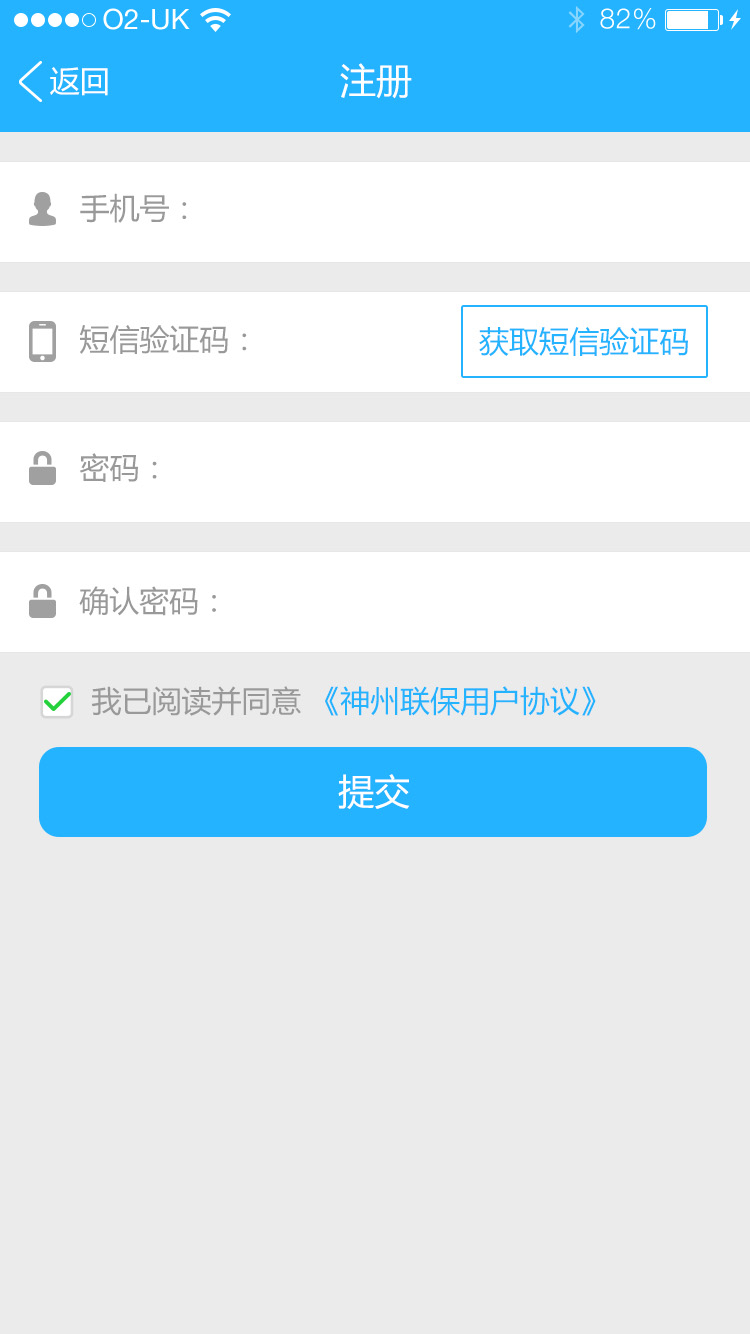 O2-UK 82%
返回 注册
手机号：
短信验证码： 获取短信验证码
密码：
确认密码：
我已阅读并同意《神州联保用户协议》
提交